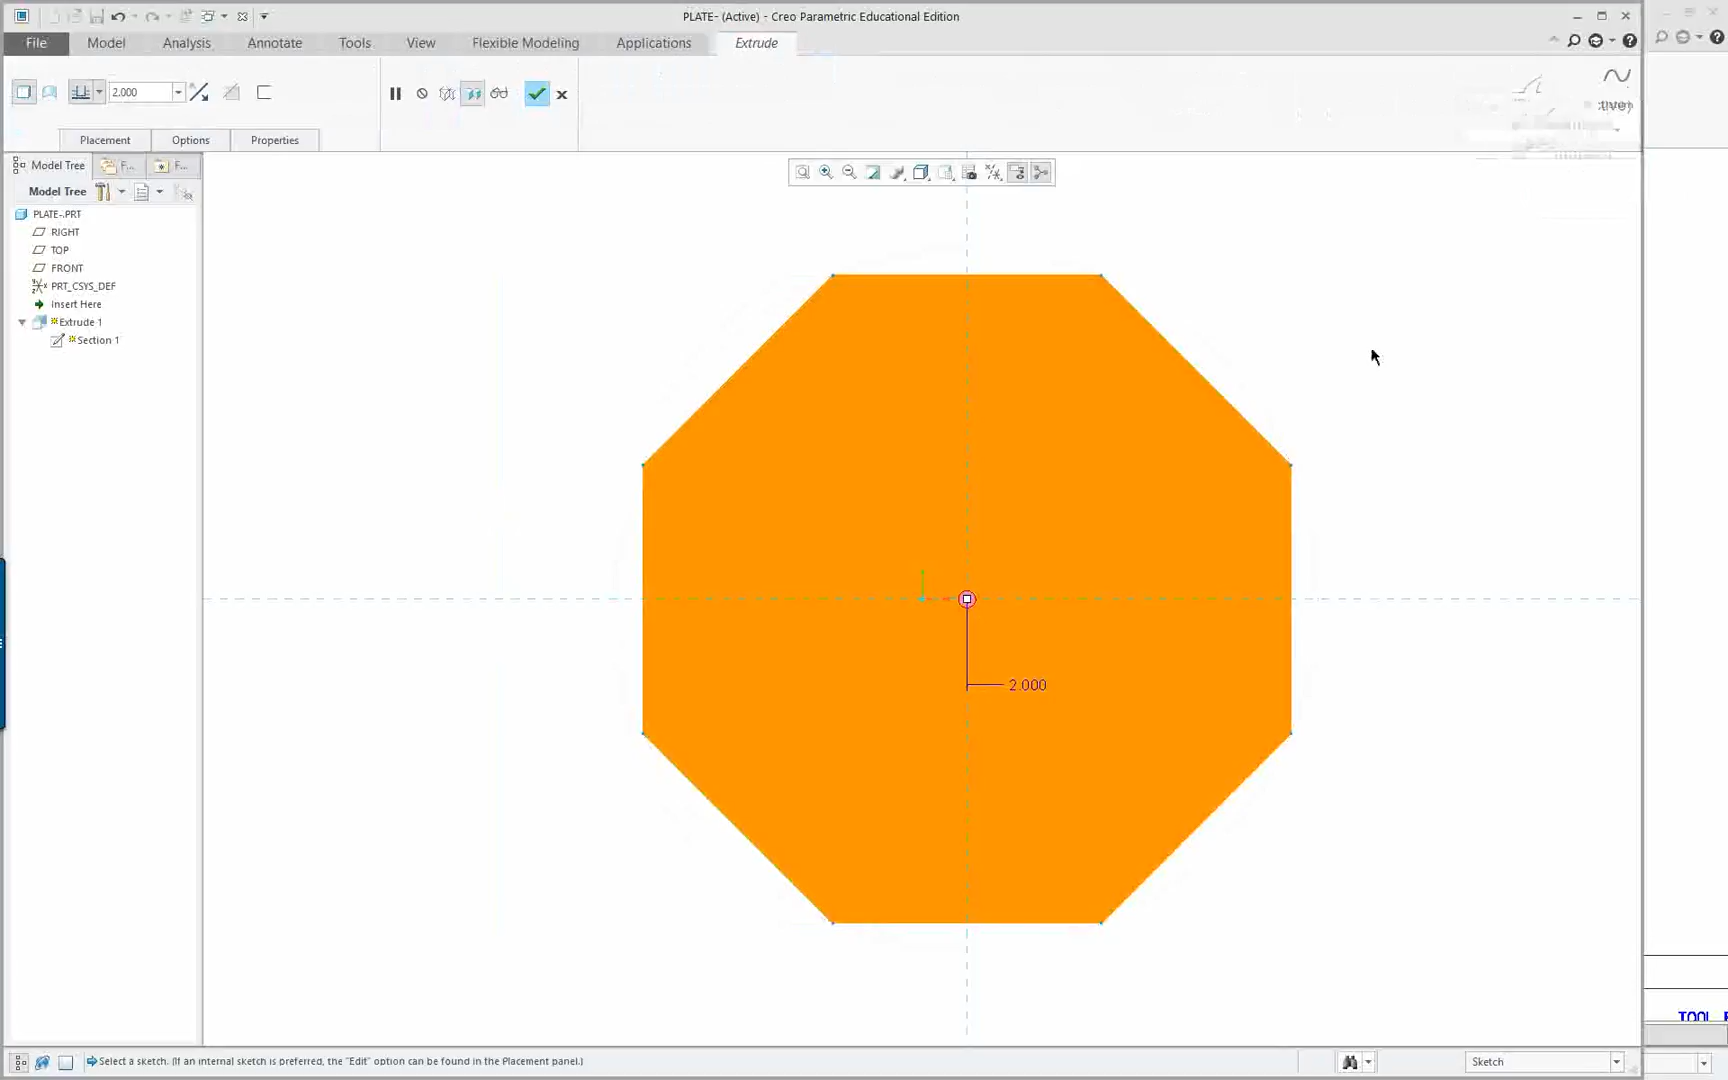 PLATE- (Active) - Creo Parametric Educational Edition
File Model Analysis Annotate Tools View Flexible Modeling Applications Extrude
2.000
Placement Options Properties
Model Tree F... F...
Model Tree
PLATE-.PRT
RIGHT
TOP
FRONT
PRT_CSYS_DEF
Insert Here
Extrude 1
Section 1
2.000
TOOL
Select a sketch. (If an internal sketch is preferred, the "Edit" option can be found in the Placement panel.)
Sketch